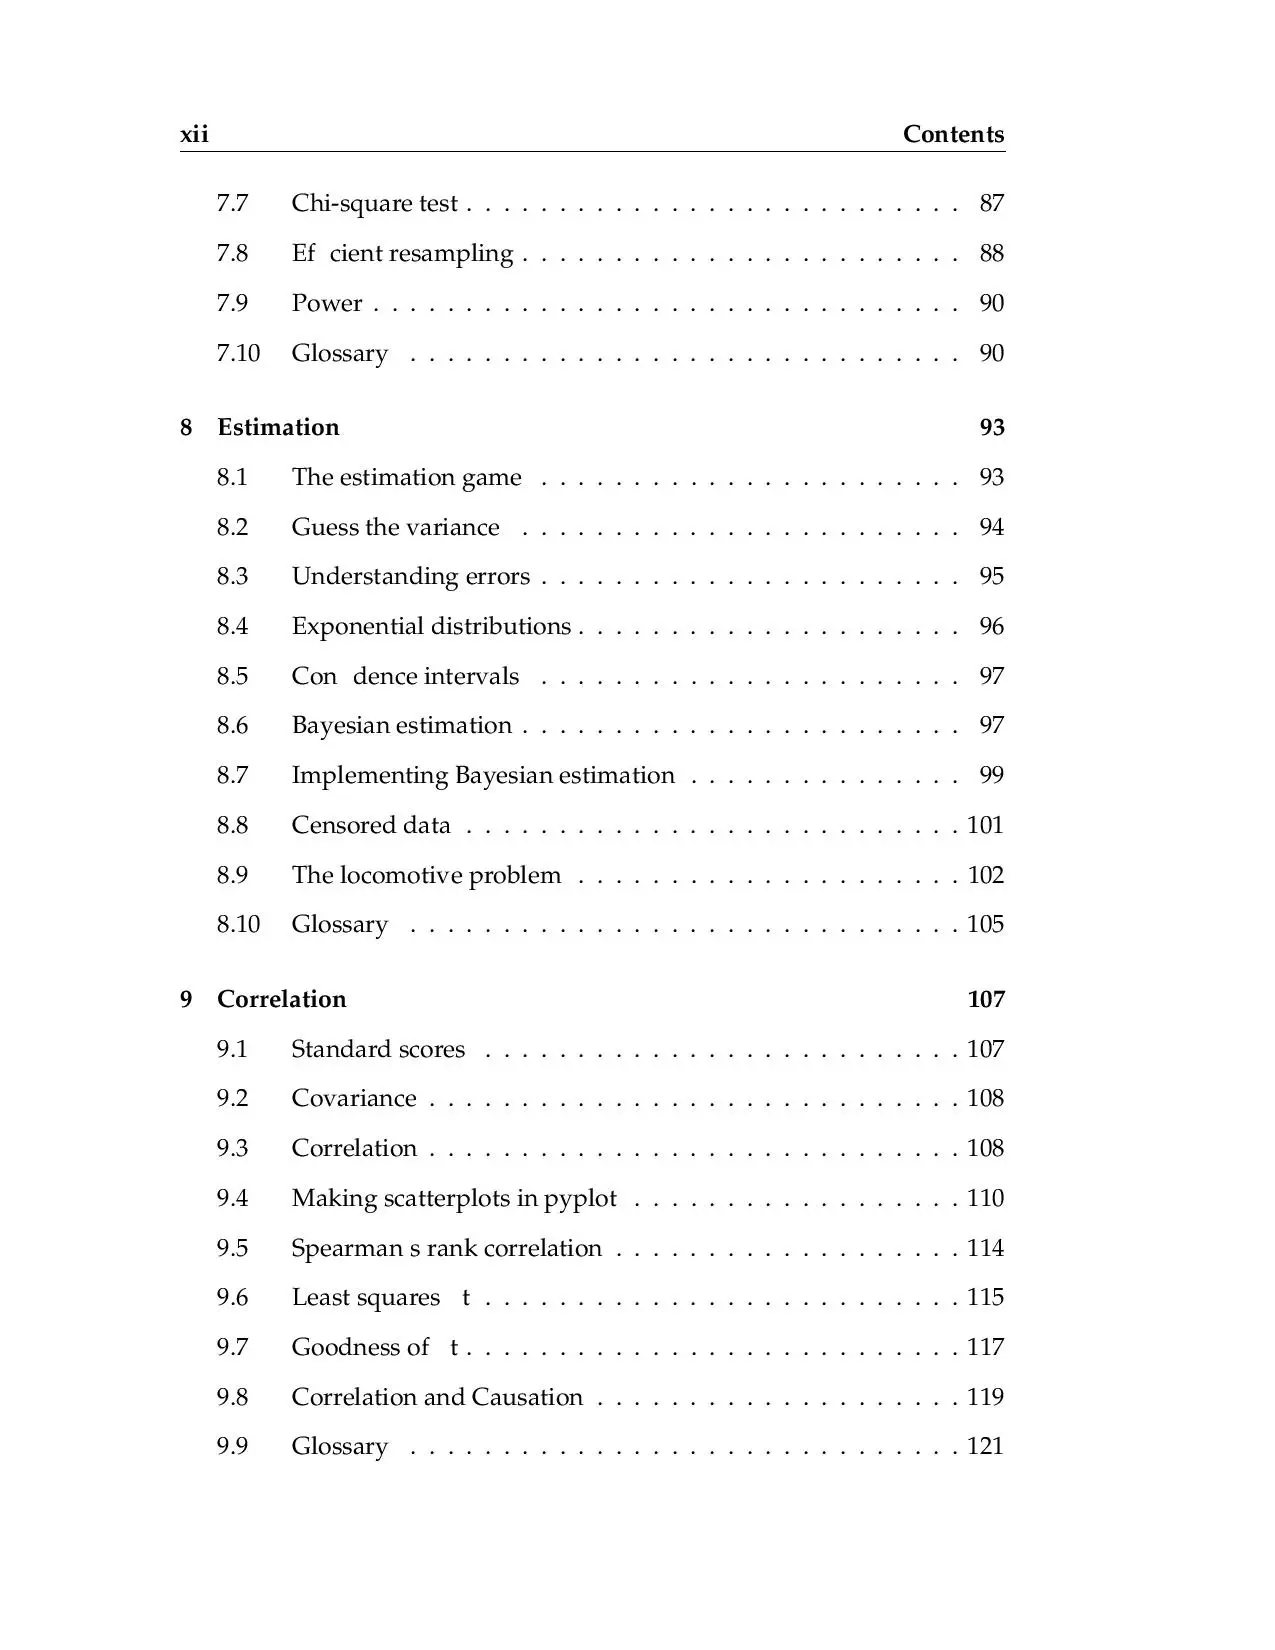 xii Contents
7.7 Chi-square test . . . . . . . . . . . . . . . . . . . . . . . . . . . 87
7.8 Ef cient resampling . . . . . . . . . . . . . . . . . . . . . . . . 88
7.9 Power . . . . . . . . . . . . . . . . . . . . . . . . . . . . . . . . 90
7.10 Glossary . . . . . . . . . . . . . . . . . . . . . . . . . . . . . . 90
8 Estimation 93
8.1 The estimation game . . . . . . . . . . . . . . . . . . . . . . . 93
8.2 Guess the variance . . . . . . . . . . . . . . . . . . . . . . . . 94
8.3 Understanding errors . . . . . . . . . . . . . . . . . . . . . . . 95
8.4 Exponential distributions . . . . . . . . . . . . . . . . . . . . . 96
8.5 Con dence intervals . . . . . . . . . . . . . . . . . . . . . . . 97
8.6 Bayesian estimation . . . . . . . . . . . . . . . . . . . . . . . . 97
8.7 Implementing Bayesian estimation . . . . . . . . . . . . . . . 99
8.8 Censored data . . . . . . . . . . . . . . . . . . . . . . . . . . . 101
8.9 The locomotive problem . . . . . . . . . . . . . . . . . . . . . 102
8.10 Glossary . . . . . . . . . . . . . . . . . . . . . . . . . . . . . . 105
9 Correlation 107
9.1 Standard scores . . . . . . . . . . . . . . . . . . . . . . . . . . 107
9.2 Covariance . . . . . . . . . . . . . . . . . . . . . . . . . . . . . 108
9.3 Correlation . . . . . . . . . . . . . . . . . . . . . . . . . . . . . 108
9.4 Making scatterplots in pyplot . . . . . . . . . . . . . . . . . . 110
9.5 Spearman s rank correlation . . . . . . . . . . . . . . . . . . . 114
9.6 Least squares t . . . . . . . . . . . . . . . . . . . . . . . . . . 115
9.7 Goodness of t . . . . . . . . . . . . . . . . . . . . . . . . . . . 117
9.8 Correlation and Causation . . . . . . . . . . . . . . . . . . . . 119
9.9 Glossary . . . . . . . . . . . . . . . . . . . . . . . . . . . . . . 121